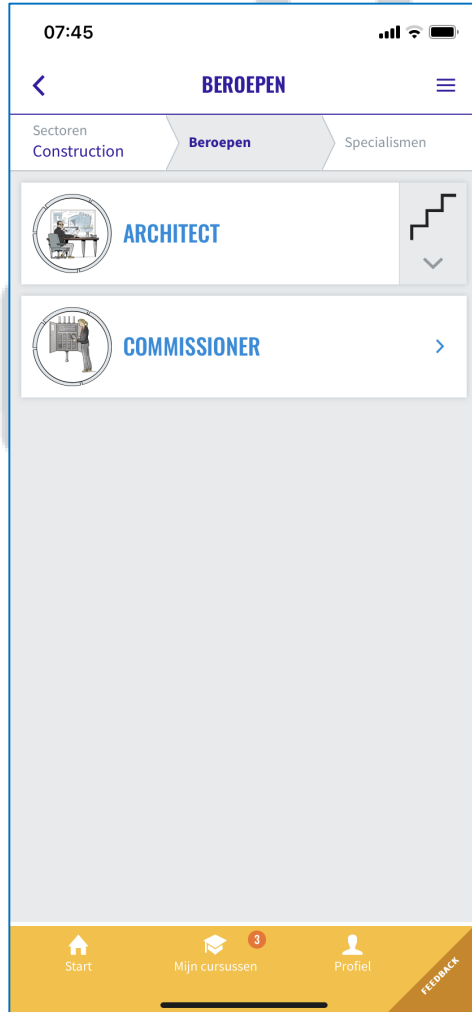 07:45
BEROEPEN
Sectoren
Construction
Beroepen
Specialismen
ARCHITECT
COMMISSIONER
3
Start
Mijn cursussen
Profiel
FEEDBACK